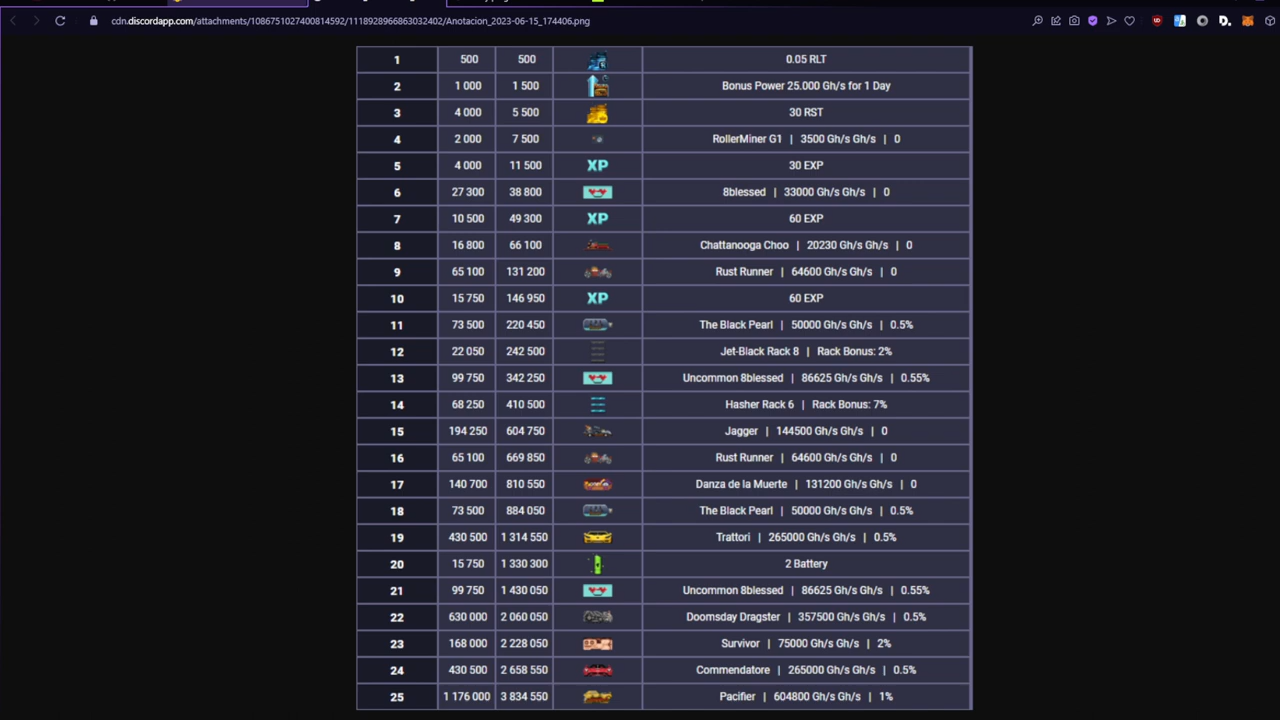 cdn.discordapp.com/attachments/1086751027400814592/1118928966863032402/Anotacion_2023-06-15_174406.png
1 500 500 0.05 RLT
2 1 000 1 500 Bonus Power 25.000 Gh/s for 1 Day
3 4 000 5 500 30 RST
4 2 000 7 500 RollerMiner G1 | 3500 Gh/s Gh/s | 0
5 4 000 11 500 XP 30 EXP
6 27 300 38 800 8blessed | 33000 Gh/s Gh/s | 0
7 10 500 49 300 XP 60 EXP
8 16 800 66 100 Chattanooga Choo | 20230 Gh/s Gh/s | 0
9 65 100 131 200 Rust Runner | 64600 Gh/s Gh/s | 0
10 15 750 146 950 XP 60 EXP
11 73 500 220 450 The Black Pearl | 50000 Gh/s Gh/s | 0.5%
12 22 050 242 500 Jet-Black Rack 8 | Rack Bonus: 2%
13 99 750 342 250 Uncommon 8blessed | 86625 Gh/s Gh/s | 0.55%
14 68 250 410 500 Hasher Rack 6 | Rack Bonus: 7%
15 194 250 604 750 Jagger | 144500 Gh/s Gh/s | 0
16 65 100 669 850 Rust Runner | 64600 Gh/s Gh/s | 0
17 140 700 810 550 Danza de la Muerte | 131200 Gh/s Gh/s | 0
18 73 500 884 050 The Black Pearl | 50000 Gh/s Gh/s | 0.5%
19 430 500 1 314 550 Trattori | 265000 Gh/s Gh/s | 0.5%
20 15 750 1 330 300 2 Battery
21 99 750 1 430 050 Uncommon 8blessed | 86625 Gh/s Gh/s | 0.55%
22 630 000 2 060 050 Doomsday Dragster | 357500 Gh/s Gh/s | 0.5%
23 168 000 2 228 050 Survivor | 75000 Gh/s Gh/s | 2%
24 430 500 2 658 550 Commendatore | 265000 Gh/s Gh/s | 0.5%
25 1 176 000 3 834 550 Pacifier | 604800 Gh/s Gh/s | 1%